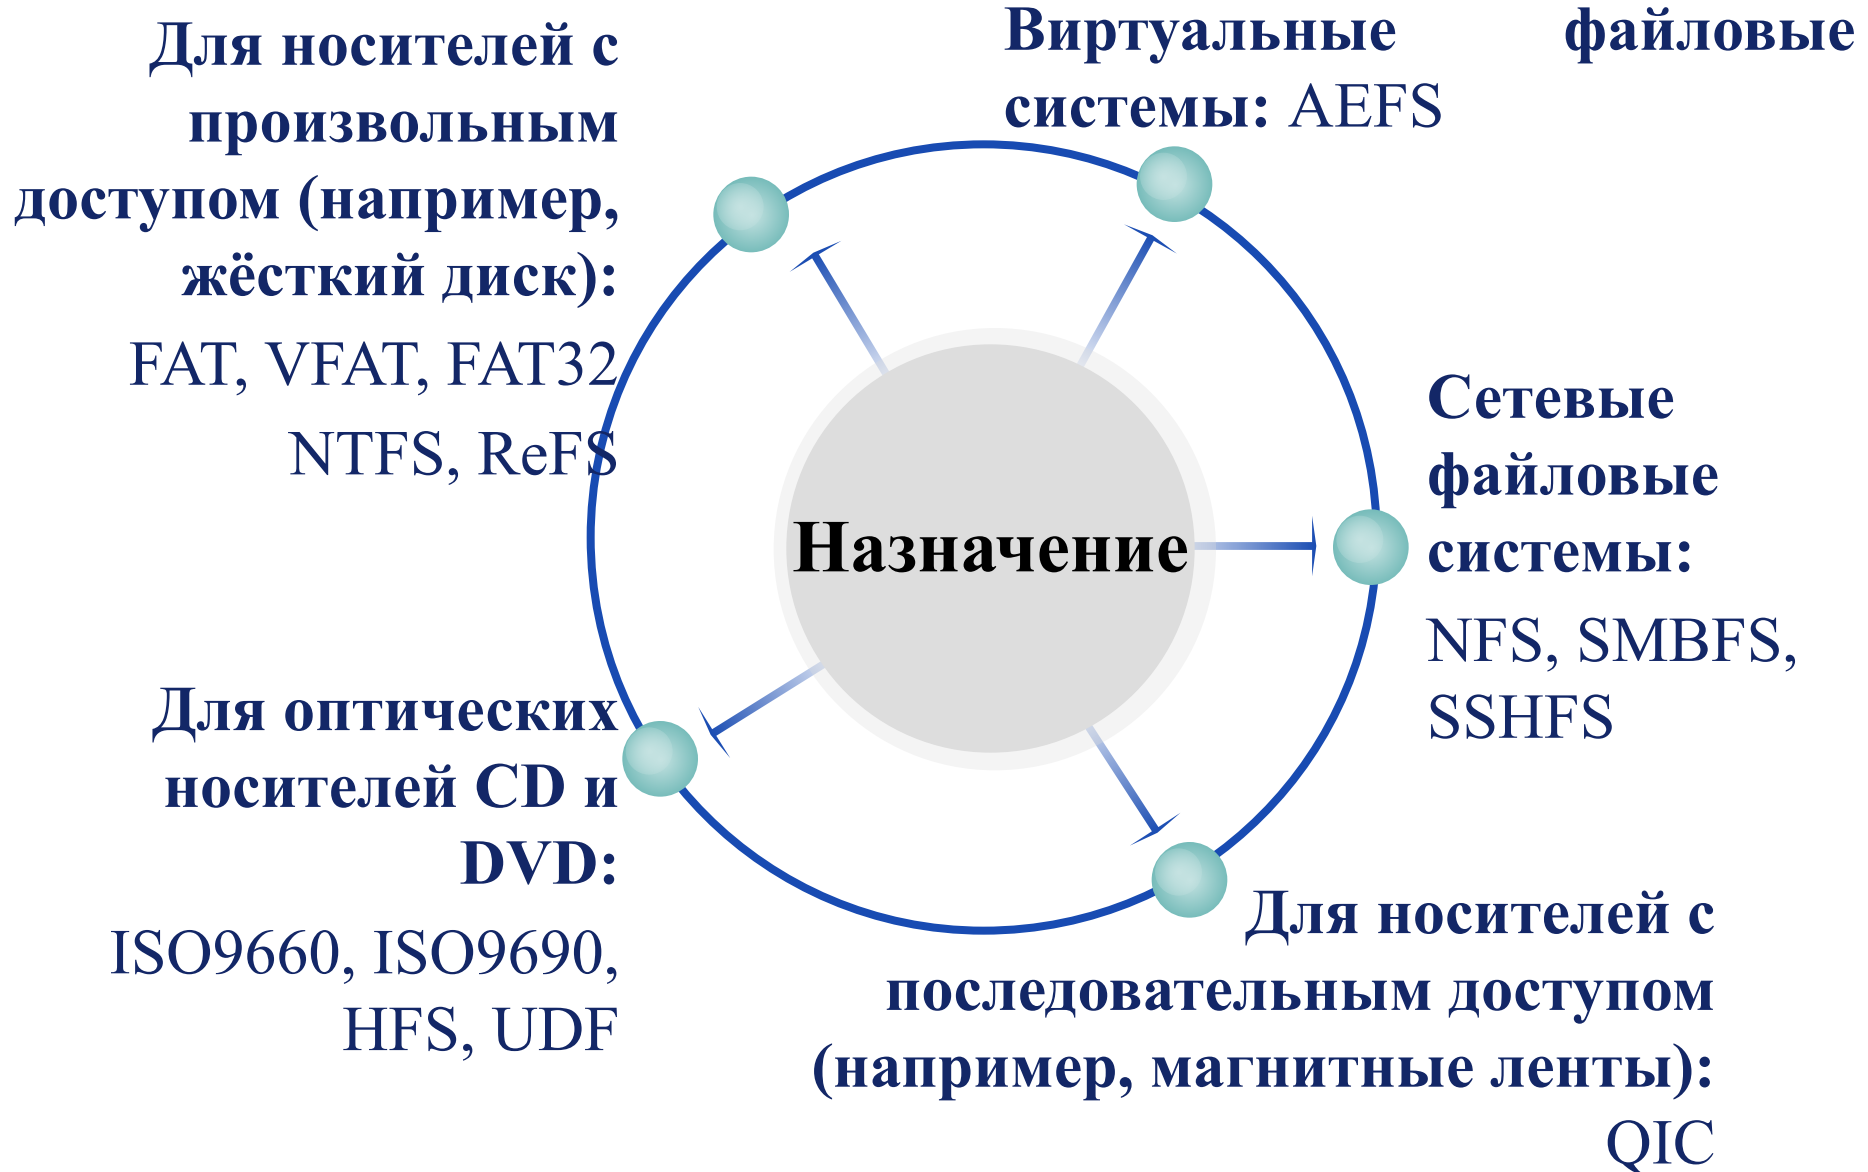 Для носителей с
произвольным
доступом (например,
жёсткий диск):
FAT, VFAT, FAT32
NTFS, ReFS
Виртуальные файловые
системы: AEFS
Сетевые
файловые
системы:
NFS, SMBFS,
SSHFS
Назначение
Для оптических
носителей CD и
DVD:
ISO9660, ISO9690,
HFS, UDF
Для носителей с
последовательным доступом
(например, магнитные ленты):
QIC